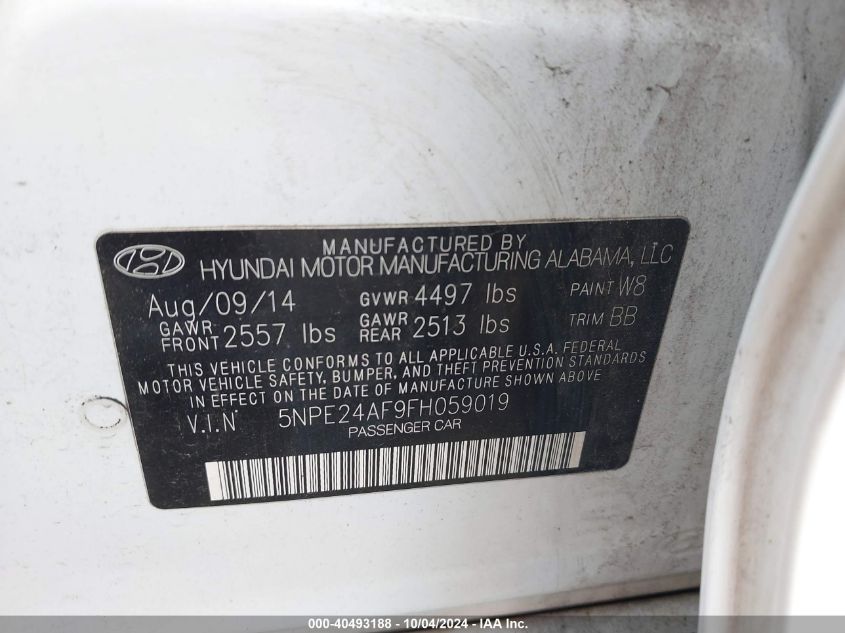 MANUFACTURED BY
HYUNDAI MOTOR MANUFACTURING ALABAMA, LLC
Aug/09/14 GVWR 4497 lbs PAINT W8
GAWR FRONT 2557 lbs GAWR REAR 2513 lbs TRIM BB
THIS VEHICLE CONFORMS TO ALL APPLICABLE U.S.A. FEDERAL
MOTOR VEHICLE SAFETY, BUMPER, AND THEFT PREVENTION STANDARDS
IN EFFECT ON THE DATE OF MANUFACTURE SHOWN ABOVE
V.I.N 5NPE24AF9FH059019
PASSENGER CAR
000-40493188 - 10/04/2024 - IAA Inc.